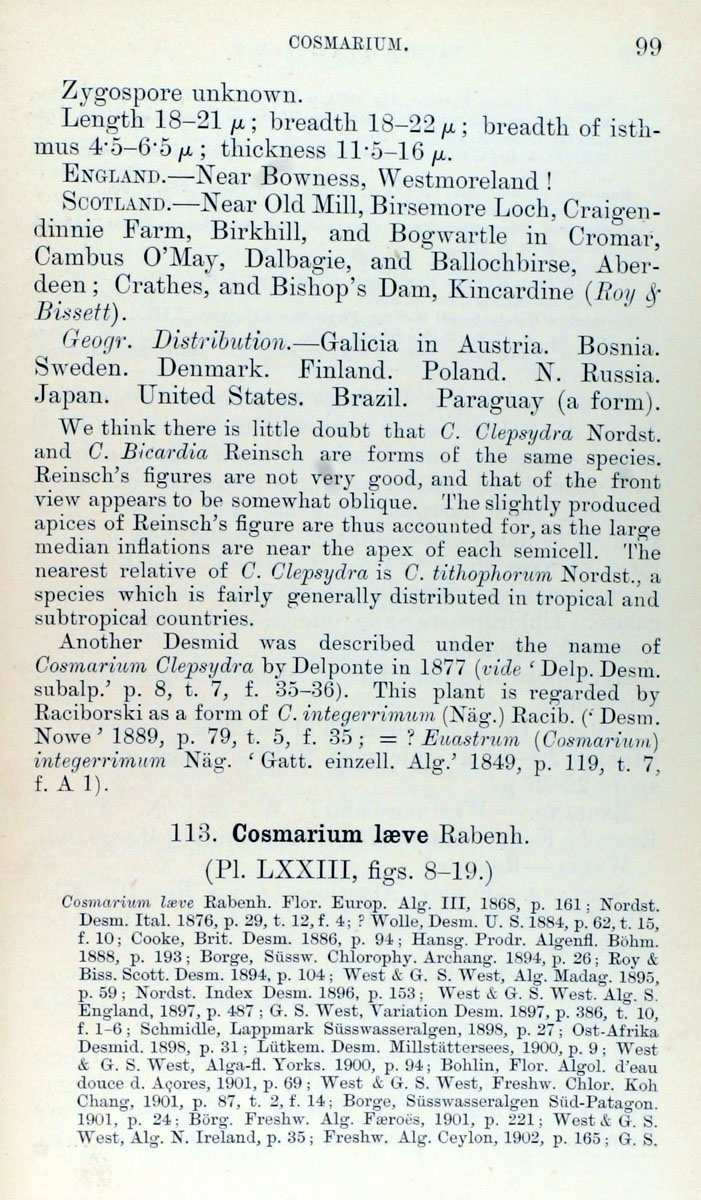 COSMARIUM. 99
Zygospore unknown.
Length 18–21 μ; breadth 18–22 μ; breadth of isth-
mus 4·5–6·5 μ; thickness 11·5–16 μ.
ENGLAND.—Near Bowness, Westmoreland!
SCOTLAND.—Near Old Mill, Birsemore Loch, Craigen-
dinnie Farm, Birkhill, and Bogwartle in Cromar,
Cambus O'May, Dalbagie, and Ballochbirse, Aber-
deen; Crathes, and Bishop's Dam, Kincardine (Roy &
Bissett).
Geogr. Distribution.—Galicia in Austria. Bosnia.
Sweden. Denmark. Finland. Poland. N. Russia.
Japan. United States. Brazil. Paraguay (a form).
We think there is little doubt that C. Clepsydra Nordst.
and C. Bicardia Reinsch are forms of the same species.
Reinsch's figures are not very good, and that of the front
view appears to be somewhat oblique. The slightly produced
apices of Reinsch's figure are thus accounted for, as the large
median inflations are near the apex of each semicell. The
nearest relative of C. Clepsydra is C. tithophorum Nordst., a
species which is fairly generally distributed in tropical and
subtropical countries.
Another Desmid was described under the name of
Cosmarium Clepsydra by Delponte in 1877 (vide ‘Delp. Desm.
subalp.’ p. 8, t. 7, f. 35–36). This plant is regarded by
Raciborski as a form of C. integerrimum (Näg.) Racib. (‘Desm.
Nowe’ 1889, p. 79, t. 5, f. 35; = ? Euastrum (Cosmarium)
integerrimum Näg. ‘Gatt. einzell. Alg.’ 1849, p. 119, t. 7,
f. A 1).
113. Cosmarium læve Rabenh.
(Pl. LXXIII, figs. 8–19.)
Cosmarium læve Rabenh. Flor. Europ. Alg. III, 1868, p. 161; Nordst.
Desm. Ital. 1876, p. 29, t. 12, f. 4; ? Wolle, Desm. U. S. 1884, p. 62, t. 15,
f. 10; Cooke, Brit. Desm. 1886, p. 94; Hansg. Prodr. Algenfl. Böhm.
1888, p. 193; Borge, Süssw. Chlorophy. Archang. 1894, p. 26; Roy &
Biss. Scott. Desm. 1894, p. 104; West & G. S. West, Alg. Madag. 1895,
p. 59; Nordst. Index Desm. 1896, p. 153; West & G. S. West. Alg. S.
England, 1897, p. 487; G. S. West, Variation Desm. 1897, p. 386, t. 10,
f. 1–6; Schmidle, Lappmark Süsswasseralgen, 1898, p. 27; Ost-Afrika
Desmid. 1898, p. 31; Lütkem. Desm. Millstättersees, 1900, p. 9; West
& G. S. West, Alga-fl. Yorks. 1900, p. 94; Bohlin, Flor. Algol. d'eau
douce d. Açores, 1901, p. 69; West & G. S. West, Freshw. Chlor. Koh
Chang, 1901, p. 87, t. 2, f. 14; Borge, Süsswasseralgen Süd-Patagon.
1901, p. 24; Börg. Freshw. Alg. Færoës, 1901, p. 221; West & G. S.
West, Alg. N. Ireland, p. 35; Freshw. Alg. Ceylon, 1902, p. 165; G. S.